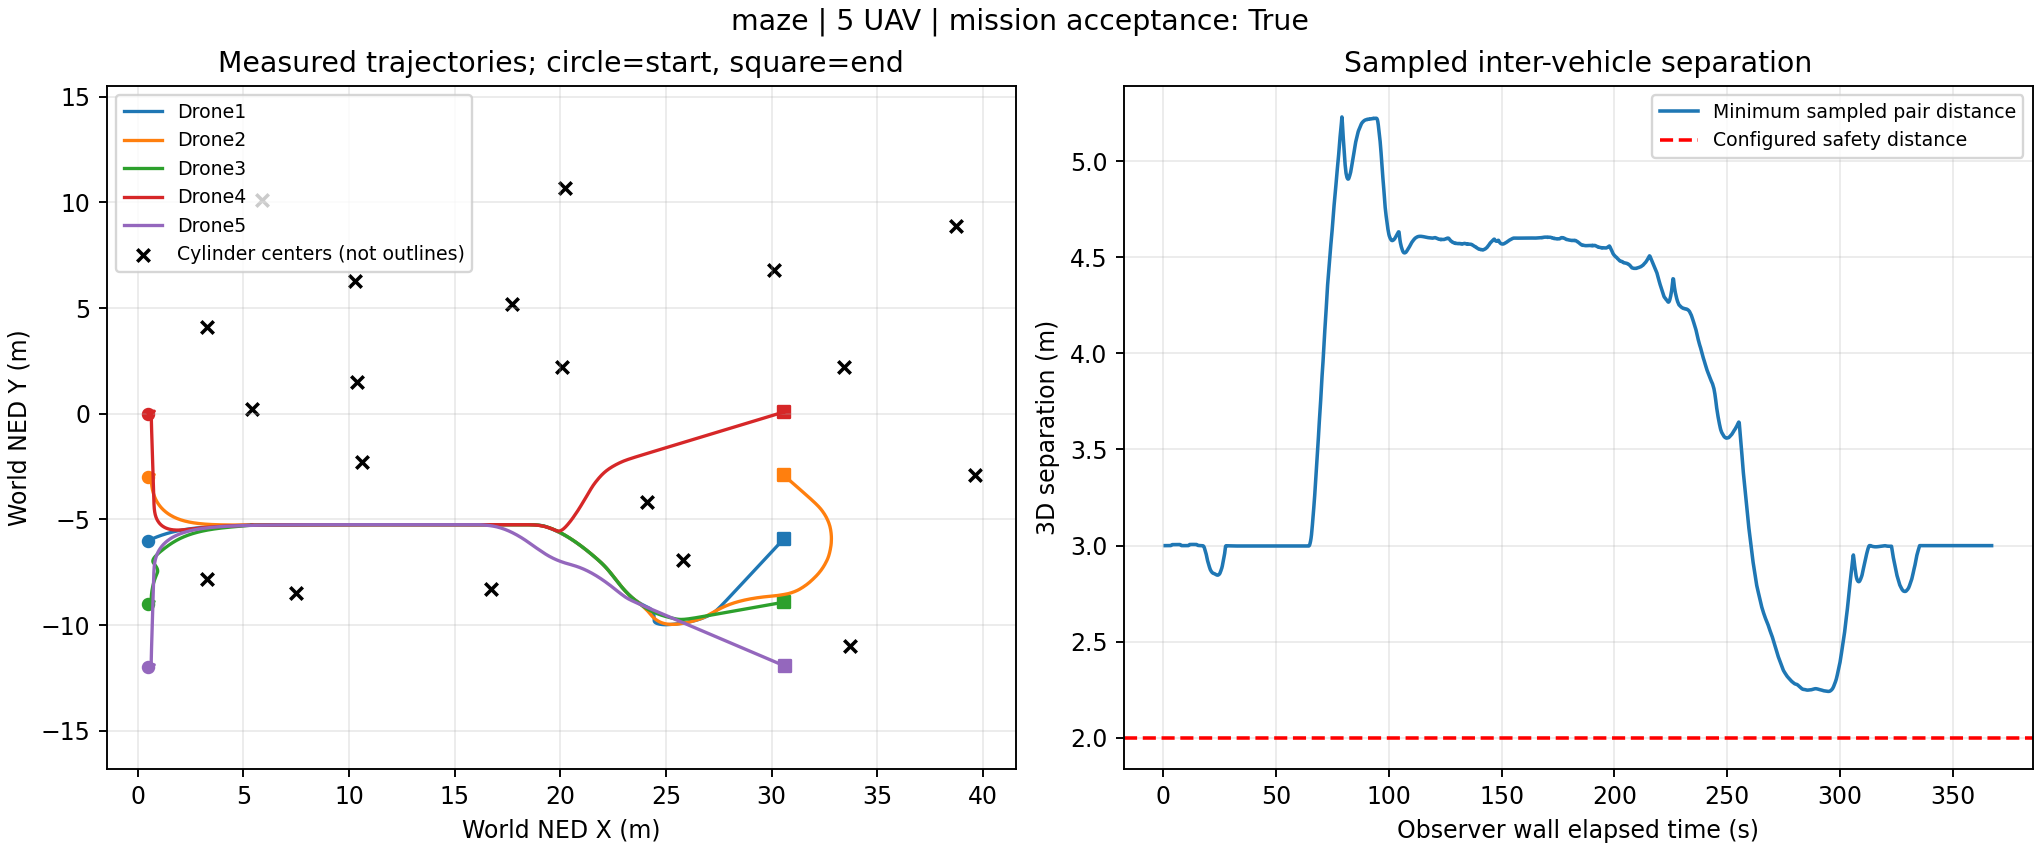 maze | 5 UAV | mission acceptance: True
Measured trajectories; circle=start, square=end
Drone1
Drone2
Drone3
Drone4
Drone5
Cylinder centers (not outlines)
World NED Y (m)
15
10
5
0
−5
−10
−15
0 5 10 15 20 25 30 35 40
World NED X (m)
Sampled inter-vehicle separation
Minimum sampled pair distance
Configured safety distance
3D separation (m)
5.0
4.5
4.0
3.5
3.0
2.5
2.0
0 50 100 150 200 250 300 350
Observer wall elapsed time (s)